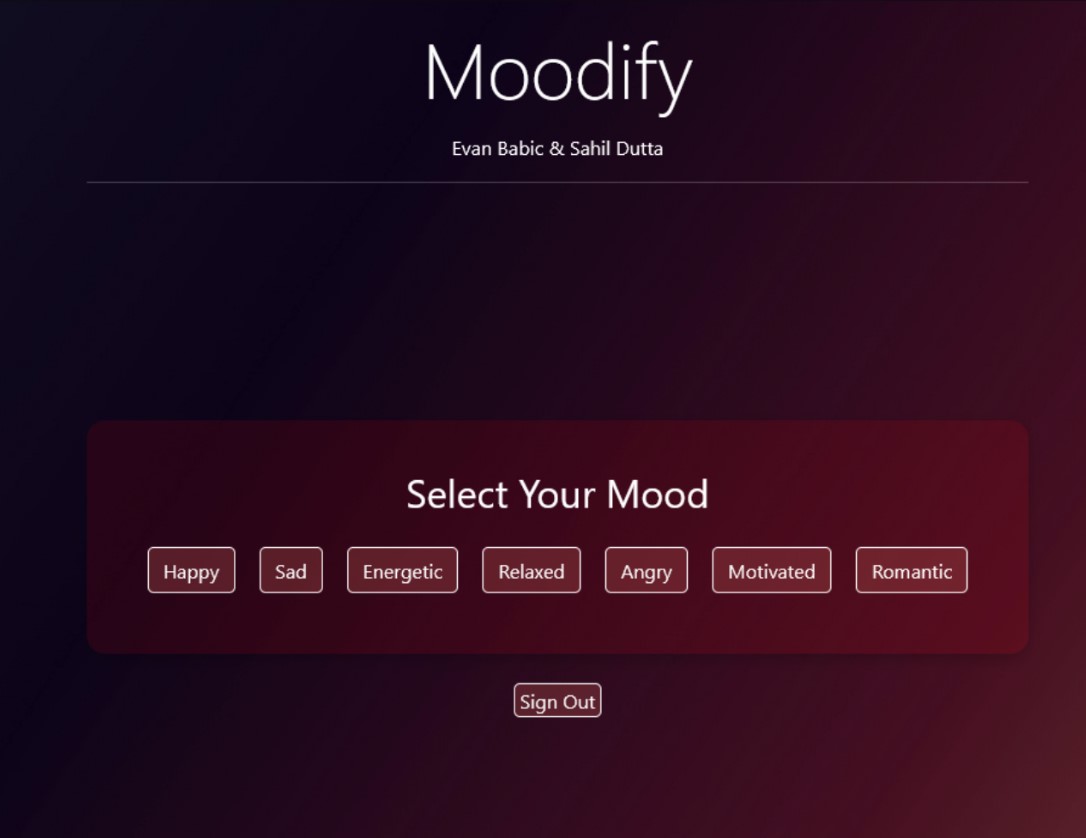 Moodify
Evan Babic & Sahil Dutta
Select Your Mood
Happy Sad Energetic Relaxed Angry Motivated Romantic
Sign Out